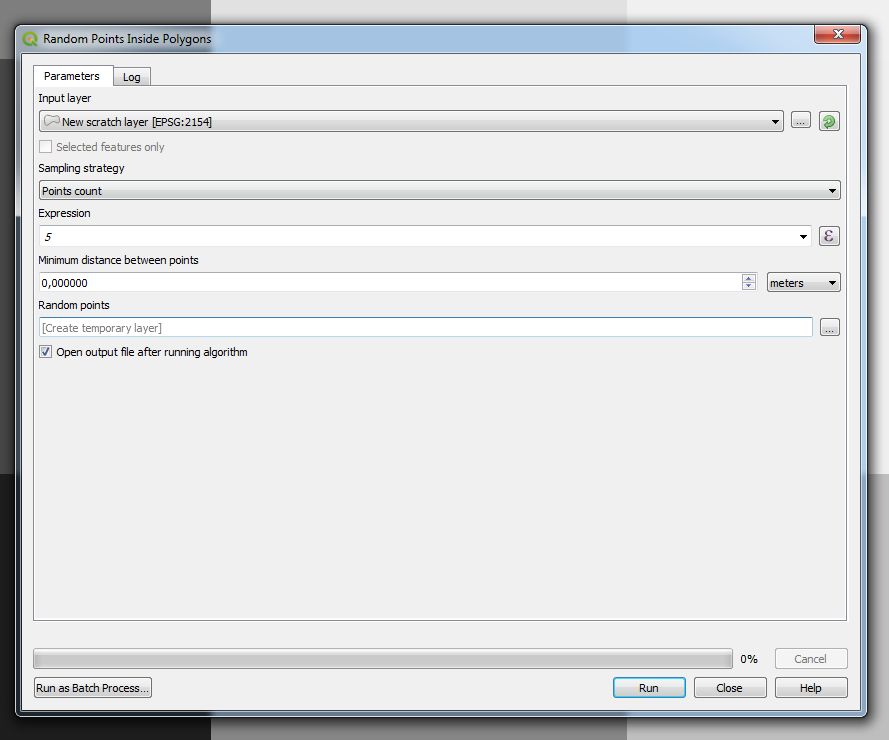 Random Points Inside Polygons
Parameters
Log
Input layer
New scratch layer [EPSG:2154]
...
Selected features only
Sampling strategy
Points count
Expression
5
ε
Minimum distance between points
0,000000
meters
Random points
[Create temporary layer]
...
Open output file after running algorithm
0%
Cancel
Run as Batch Process...
Run
Close
Help